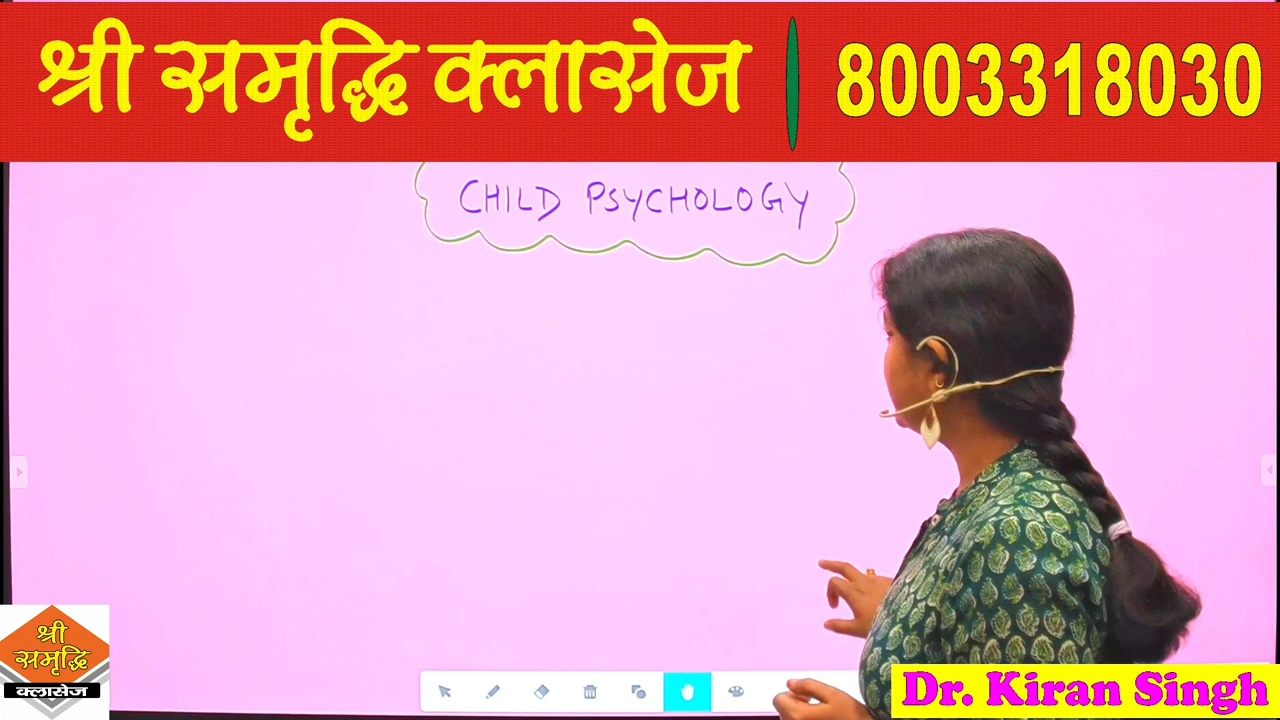 श्री समृद्धि क्लासेज | 8003318030
CHILD PSYCHOLOGY
श्री
समृद्धि
क्लासेज
Dr. Kiran Singh